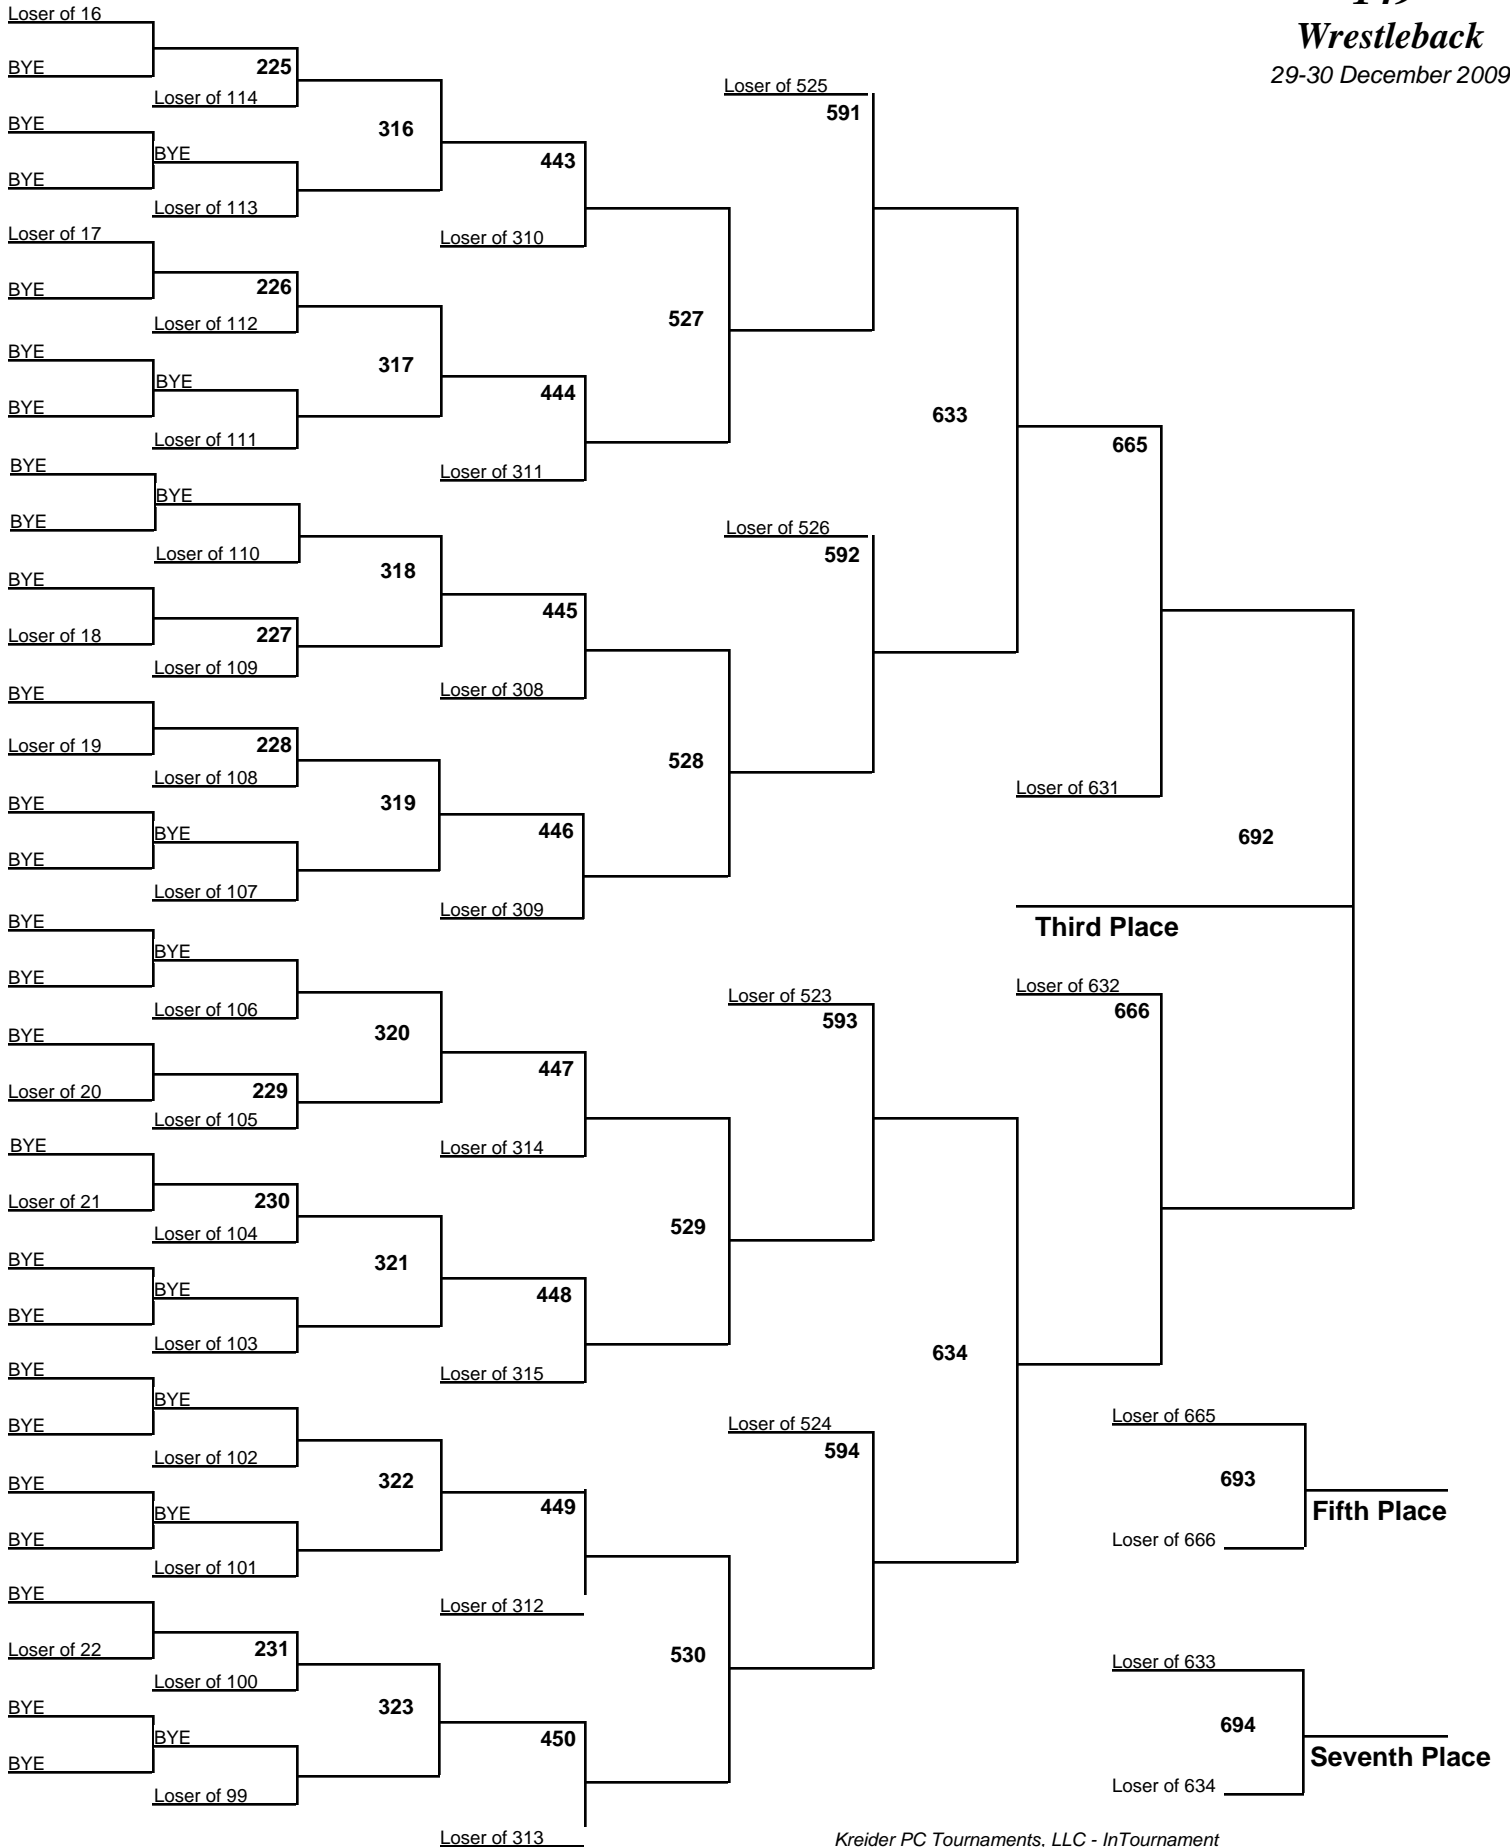 Wrestleback
29-30 December 2009
Loser of 16
BYE
225
Loser of 114
BYE
BYE
BYE
Loser of 113
316
443
Loser of 310
Loser of 17
BYE
226
Loser of 112
BYE
BYE
BYE
Loser of 111
317
444
Loser of 311
527
Loser of 525
591
BYE
BYE
BYE
Loser of 110
318
BYE
Loser of 18
227
Loser of 109
445
Loser of 308
BYE
Loser of 19
228
Loser of 108
319
BYE
BYE
BYE
Loser of 107
446
Loser of 309
528
Loser of 526
592
633
665
Loser of 631
692
Third Place
BYE
BYE
BYE
Loser of 106
320
BYE
Loser of 20
229
Loser of 105
447
Loser of 314
BYE
Loser of 21
230
Loser of 104
321
BYE
BYE
BYE
Loser of 103
448
Loser of 315
529
Loser of 523
593
Loser of 632
666
634
BYE
BYE
BYE
Loser of 102
322
BYE
BYE
BYE
Loser of 101
449
Loser of 312
BYE
Loser of 22
231
Loser of 100
323
BYE
BYE
BYE
Loser of 99
450
Loser of 313
530
Loser of 524
594
Loser of 665
693
Fifth Place
Loser of 666
Loser of 633
694
Seventh Place
Loser of 634
Kreider PC Tournaments, LLC - InTournament